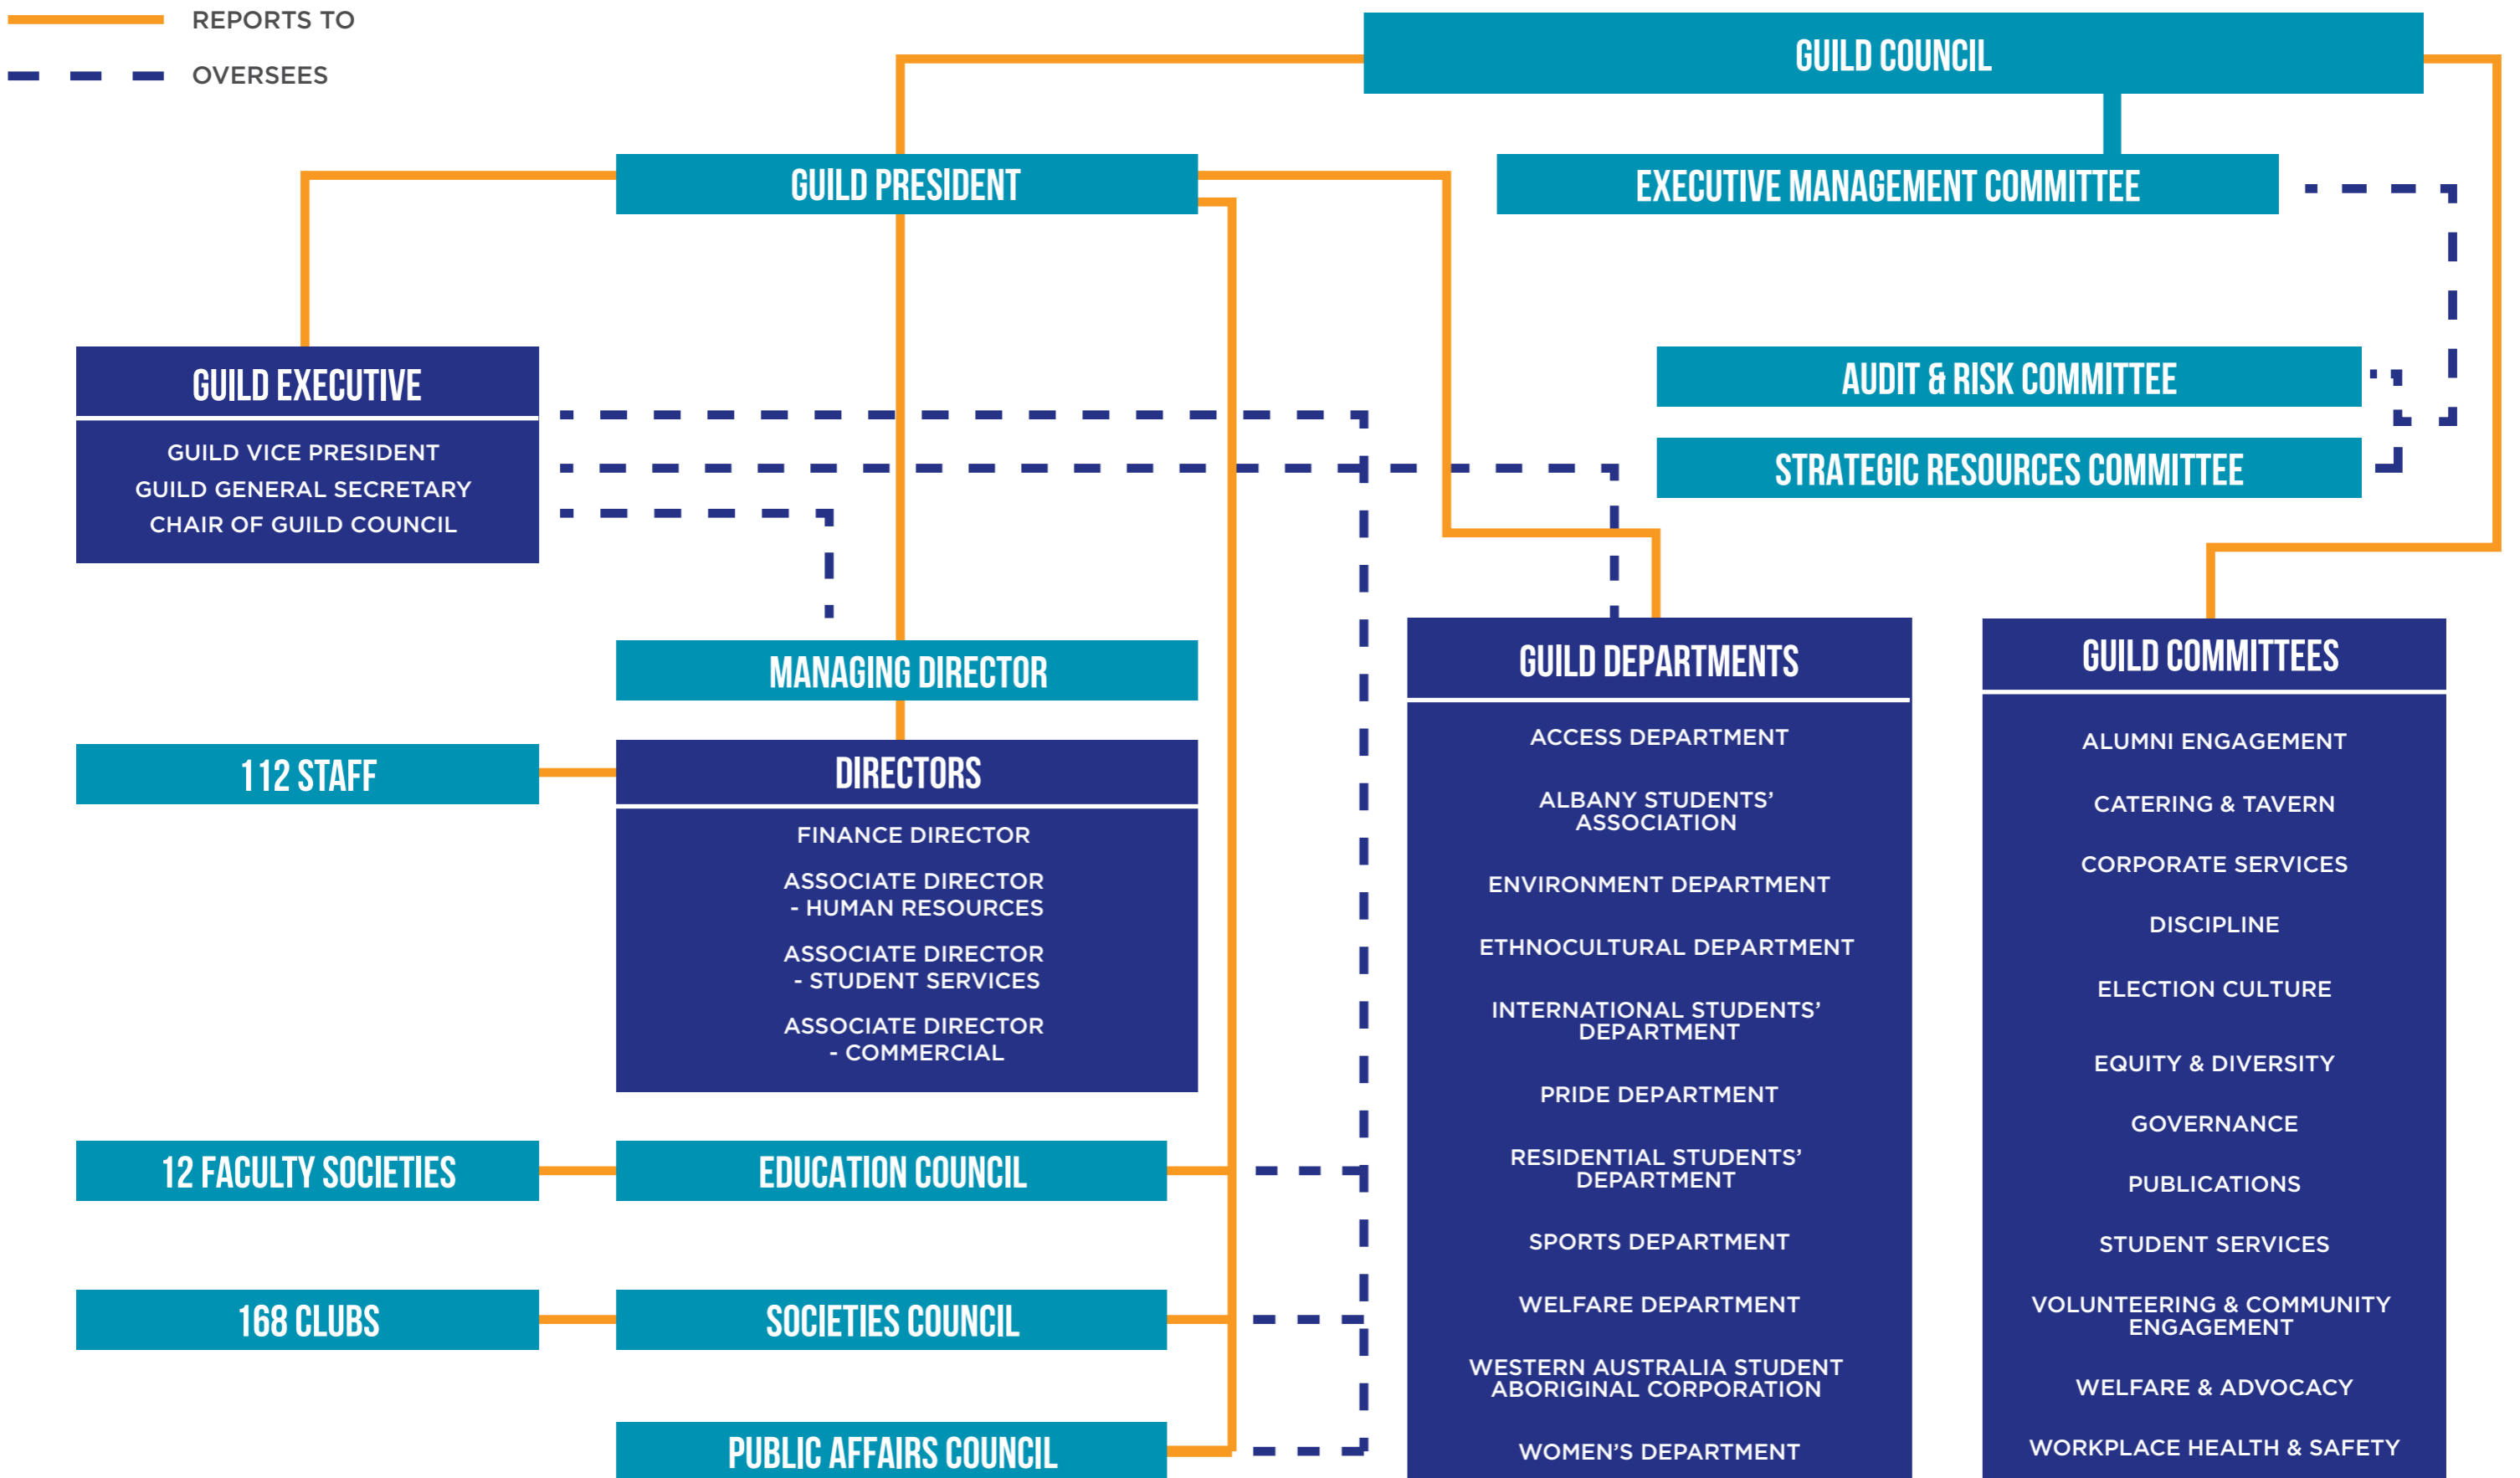 REPORTS TO
OVERSEES
GUILD COUNCIL
GUILD PRESIDENT
EXECUTIVE MANAGEMENT COMMITTEE
GUILD EXECUTIVE
GUILD VICE PRESIDENT
GUILD GENERAL SECRETARY
CHAIR OF GUILD COUNCIL
AUDIT & RISK COMMITTEE
STRATEGIC RESOURCES COMMITTEE
MANAGING DIRECTOR
112 STAFF
DIRECTORS
FINANCE DIRECTOR
ASSOCIATE DIRECTOR
- HUMAN RESOURCES
ASSOCIATE DIRECTOR
- STUDENT SERVICES
ASSOCIATE DIRECTOR
- COMMERCIAL
12 FACULTY SOCIETIES
EDUCATION COUNCIL
168 CLUBS
SOCIETIES COUNCIL
PUBLIC AFFAIRS COUNCIL
GUILD DEPARTMENTS
ACCESS DEPARTMENT
ALBANY STUDENTS’
ASSOCIATION
ENVIRONMENT DEPARTMENT
ETHNOCULTURAL DEPARTMENT
INTERNATIONAL STUDENTS’
DEPARTMENT
PRIDE DEPARTMENT
RESIDENTIAL STUDENTS’
DEPARTMENT
SPORTS DEPARTMENT
WELFARE DEPARTMENT
WESTERN AUSTRALIA STUDENT
ABORIGINAL CORPORATION
WOMEN’S DEPARTMENT
GUILD COMMITTEES
ALUMNI ENGAGEMENT
CATERING & TAVERN
CORPORATE SERVICES
DISCIPLINE
ELECTION CULTURE
EQUITY & DIVERSITY
GOVERNANCE
PUBLICATIONS
STUDENT SERVICES
VOLUNTEERING & COMMUNITY
ENGAGEMENT
WELFARE & ADVOCACY
WORKPLACE HEALTH & SAFETY